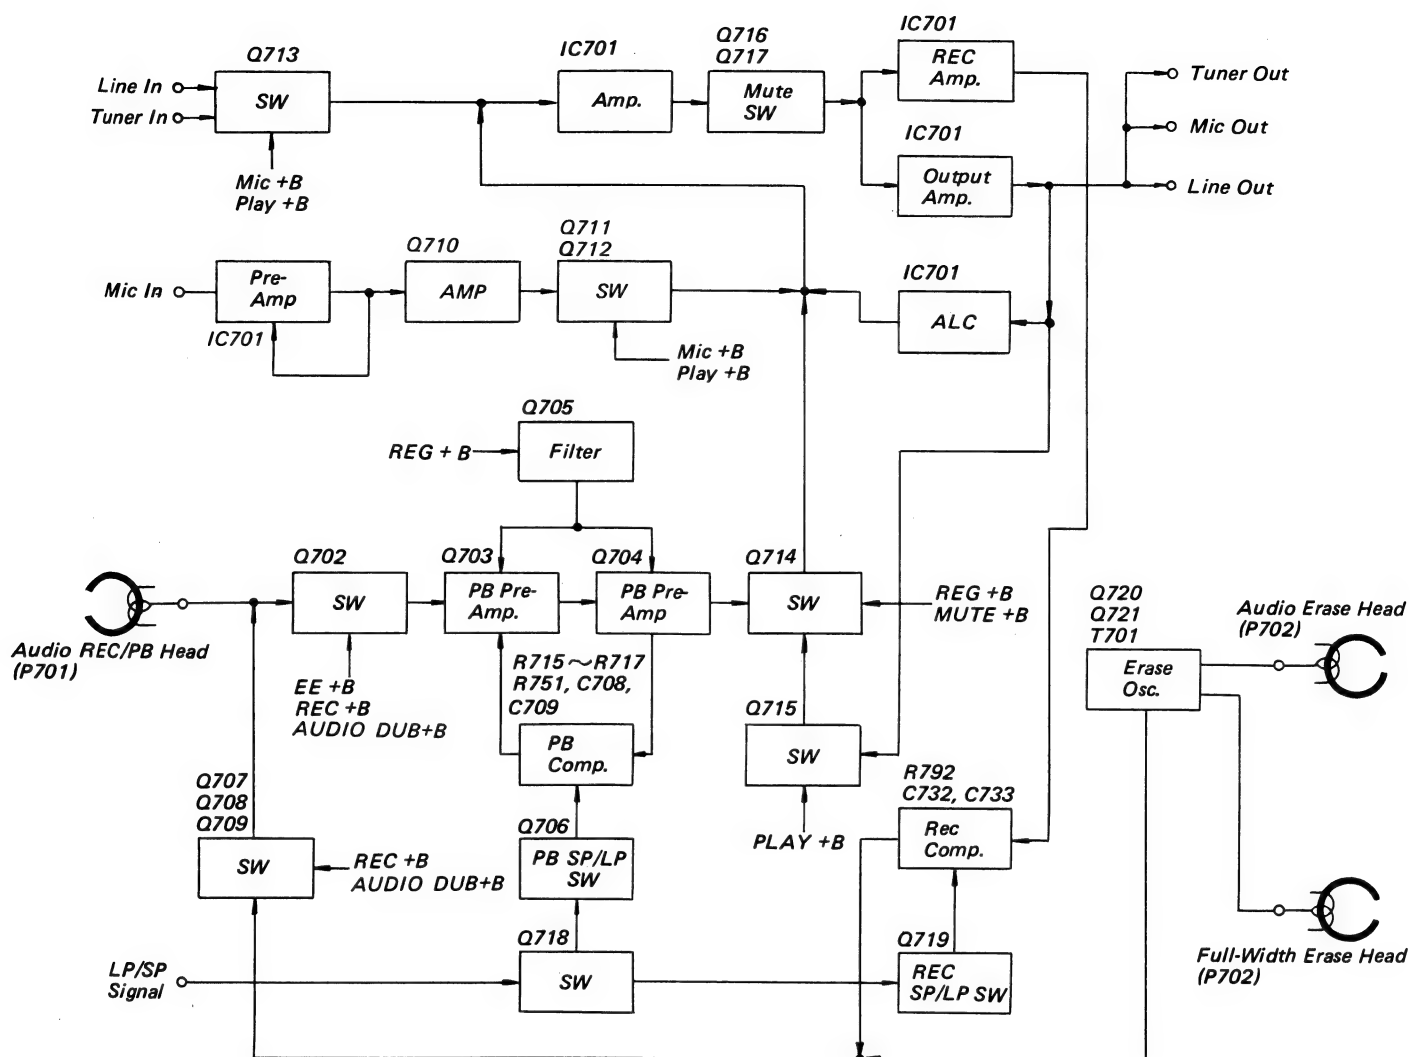 Q713
Line In
Tuner In
SW
Mic +B
Play +B
IC701
Amp.
Q716
Q717
Mute
SW
IC701
REC
Amp.
IC701
Output
Amp.
Tuner Out
Mic Out
Line Out
Mic In
Pre-
Amp
IC701
Q710
AMP
Q711
Q712
SW
Mic +B
Play +B
IC701
ALC
Q705
REG + B
Filter
Audio REC/PB Head
(P701)
Q702
SW
EE +B
REC +B
AUDIO DUB+B
Q703
PB Pre-
Amp.
Q704
PB Pre-
Amp
Q714
SW
REG +B
MUTE +B
R715~R717
R751, C708,
C709
PB
Comp.
Q715
SW
PLAY +B
Q720
Q721
T701
Erase
Osc.
Audio Erase Head
(P702)
Q707
Q708
Q709
SW
REC +B
AUDIO DUB+B
Q706
PB SP/LP
SW
R792
C732, C733
Rec
Comp.
LP/SP
Signal
Q718
SW
Q719
REC
SP/LP SW
Full-Width Erase Head
(P702)